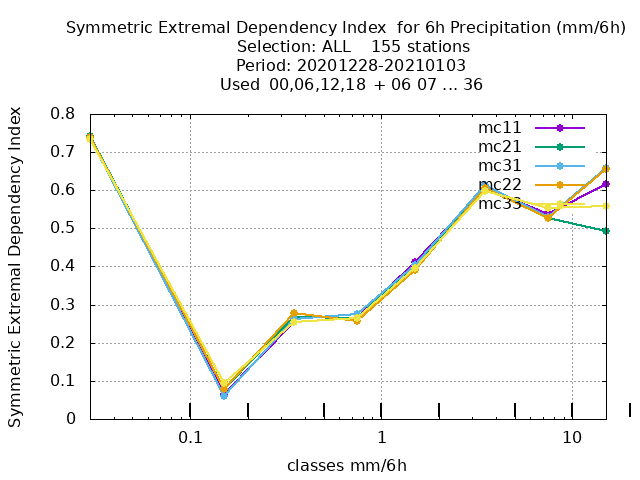 Symmetric Extremal Dependency Index for 6h Precipitation (mm/6h)
Selection: ALL 155 stations
Period: 20201228-20210103
Used 00,06,12,18 + 06 07 ... 36
Symmetric Extremal Dependency Index
0.8
0.7
0.6
0.5
0.4
0.3
0.2
0.1
0
mc11
mc21
mc31
mc22
mc33
0.1
1
10
classes mm/6h